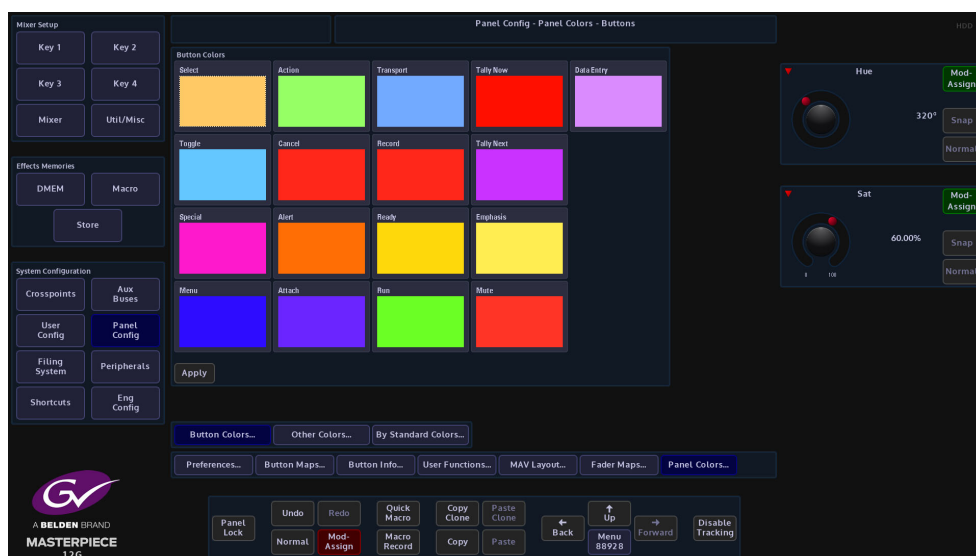 Mixer Setup
Key 1
Key 2
Key 3
Key 4
Mixer
Util/Misc
Effects Memories
DMEM
Macro
Store
System Configuration
Crosspoints
Aux
Buses
User
Config
Panel
Config
Filing
System
Peripherals
Shortcuts
Eng
Config
GV
A BELDEN BRAND
MASTERPIECE
12G
Panel Config - Panel Colors - Buttons
Button Colors
Select
Action
Transport
Tally Now
Data Entry
Toggle
Cancel
Record
Tally Next
Special
Alert
Ready
Emphasis
Menu
Attach
Run
Mute
Apply
Button Colors...
Other Colors...
By Standard Colors...
Preferences...
Button Maps...
Button Info...
User Functions...
MAV Layout...
Fader Maps...
Panel Colors...
Panel
Lock
Undo
Redo
Normal
Mod-
Assign
Quick
Macro
Macro
Record
Copy
Clone
Paste
Clone
Copy
Paste
Back
Up
Menu
88928
Forward
Disable
Tracking
HDD
Hue
320°
Mod-
Assign
Snap
Normal
Sat
60.00%
0
100
Mod-
Assign
Snap
Normal